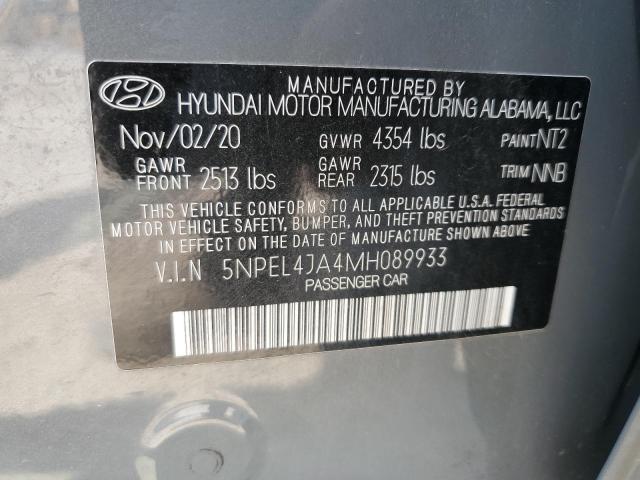 MANUFACTURED BY
HYUNDAI MOTOR MANUFACTURING ALABAMA, LLC
Nov/02/20 GVWR 4354 lbs PAINT NT2
GAWR FRONT 2513 lbs GAWR REAR 2315 lbs TRIM NNB
THIS VEHICLE CONFORMS TO ALL APPLICABLE U.S.A. FEDERAL
MOTOR VEHICLE SAFETY, BUMPER, AND THEFT PREVENTION STANDARDS
IN EFFECT ON THE DATE OF MANUFACTURE SHOWN ABOVE.
V.I.N 5NPEL4JA4MH089933
PASSENGER CAR